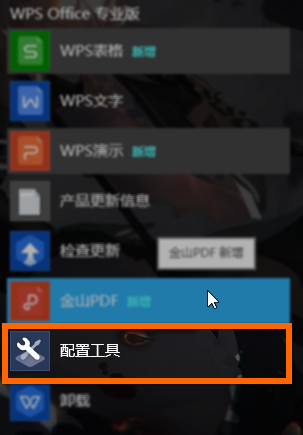 WPS Office 专业版
WPS表格 新增
WPS文字
WPS演示 新增
产品更新信息
检查更新
金山PDF 新增
金山PDF 新增
配置工具
卸载